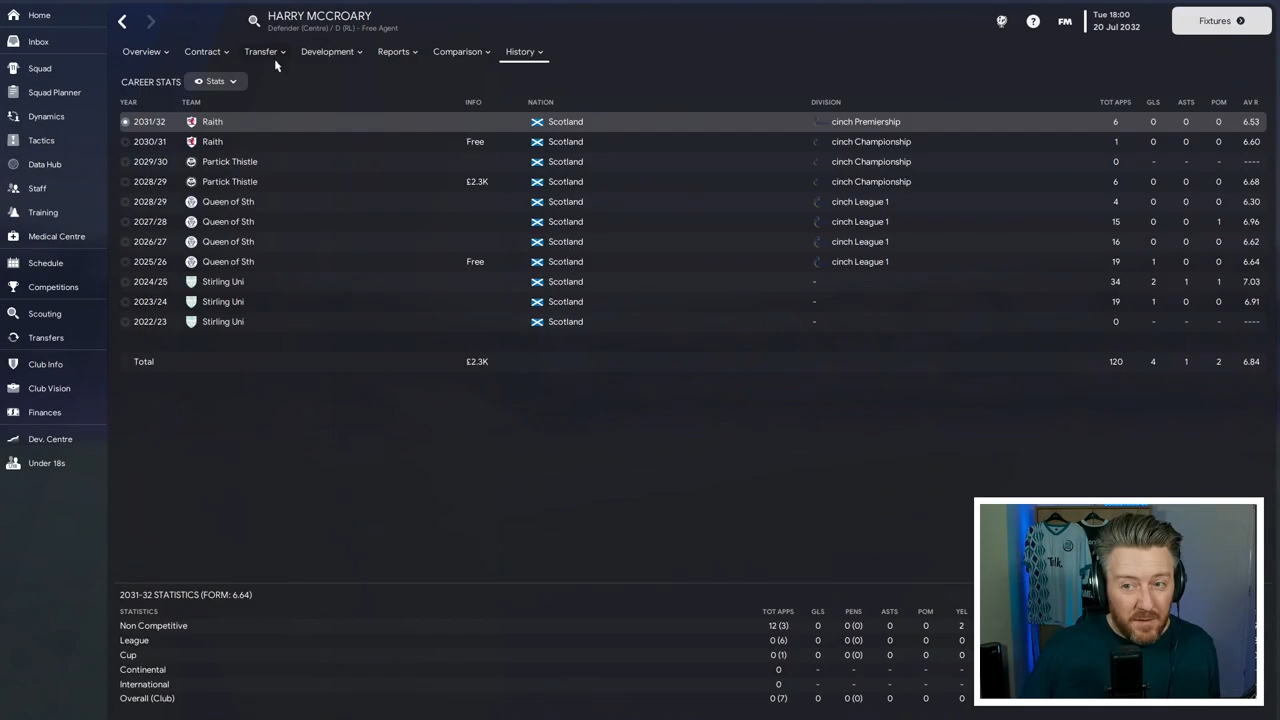 Home
Inbox
Squad
Squad Planner
Dynamics
Tactics
Data Hub
Staff
Training
Medical Centre
Schedule
Competitions
Scouting
Transfers
Club Info
Club Vision
Finances
Dev. Centre
Under 18s
HARRY MCCROARY
Defender (Centre) / D (RL) - Free Agent
FM
Tue 18:00
20 Jul 2032
Fixtures
Overview Contract Transfer Development Reports Comparison History
CAREER STATS Stats
YEAR TEAM INFO NATION DIVISION TOT APPS GLS ASTS POM AV R
2031/32 Raith Scotland cinch Premiership 6 0 0 0 6.53
2030/31 Raith Free Scotland cinch Championship 1 0 0 0 6.60
2029/30 Partick Thistle Scotland cinch Championship 0 - - - ----
2028/29 Partick Thistle £2.3K Scotland cinch Championship 6 0 0 0 6.68
2028/29 Queen of Sth Scotland cinch League 1 4 0 0 0 6.30
2027/28 Queen of Sth Scotland cinch League 1 15 0 0 1 6.96
2026/27 Queen of Sth Scotland cinch League 1 16 0 0 0 6.62
2025/26 Queen of Sth Free Scotland cinch League 1 19 1 0 0 6.64
2024/25 Stirling Uni Scotland - 34 2 1 1 7.03
2023/24 Stirling Uni Scotland - 19 1 0 0 6.91
2022/23 Stirling Uni Scotland - 0 - - - ----
Total £2.3K 120 4 1 2 6.84
2031-32 STATISTICS (FORM: 6.64)
STATISTICS TOT APPS GLS PENS ASTS POM YEL
Non Competitive 12 (3) 0 0 (0) 0 0 2
League 0 (6) 0 0 (0) 0 0 0
Cup 0 (1) 0 0 (0) 0 0 0
Continental 0 - - - - -
International 0 - - - - -
Overall (Club) 0 (7) 0 0 (0) 0 0 0